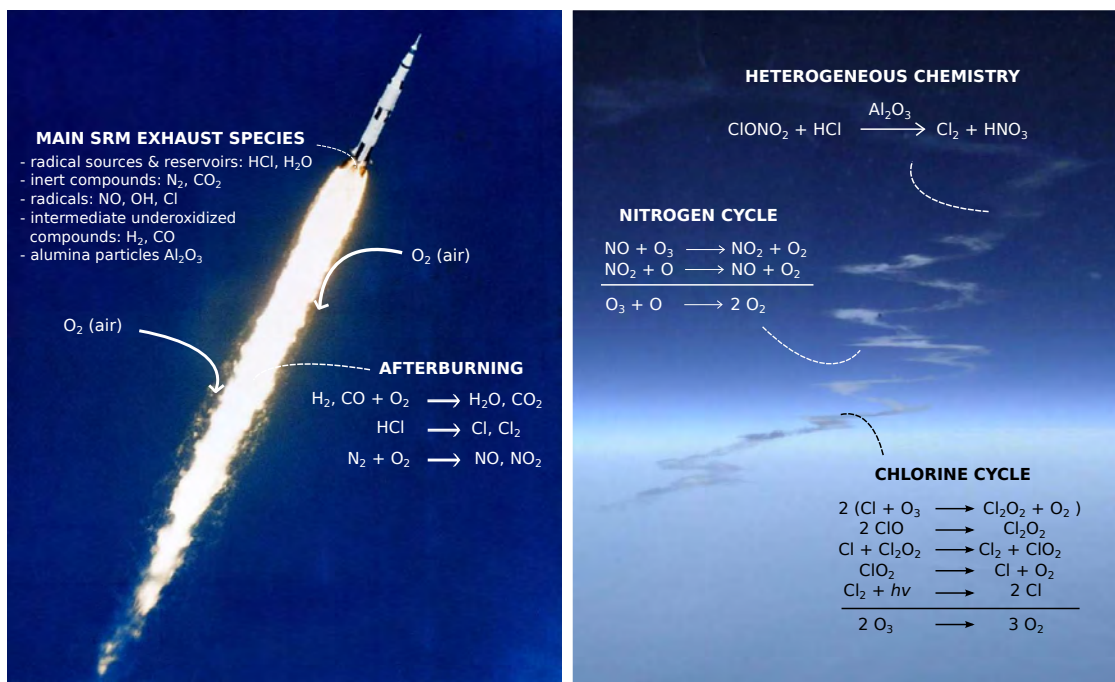 MAIN SRM EXHAUST SPECIES
- radical sources & reservoirs: HCl, H₂O
- inert compounds: N₂, CO₂
- radicals: NO, OH, Cl
- intermediate underoxidized
compounds: H₂, CO
- alumina particles Al₂O₃
O₂ (air)
O₂ (air)
AFTERBURNING
H₂, CO + O₂ ⟶ H₂O, CO₂
HCl ⟶ Cl, Cl₂
N₂ + O₂ ⟶ NO, NO₂
HETEROGENEOUS CHEMISTRY
Al₂O₃
ClONO₂ + HCl ⟶ Cl₂ + HNO₃
NITROGEN CYCLE
NO + O₃ ⟶ NO₂ + O₂
NO₂ + O ⟶ NO + O₂
O₃ + O ⟶ 2 O₂
CHLORINE CYCLE
2 (Cl + O₃ ⟶ Cl₂O₂ + O₂ )
2 ClO ⟶ Cl₂O₂
Cl + Cl₂O₂ ⟶ Cl₂ + ClO₂
ClO₂ ⟶ Cl + O₂
Cl₂ + hv ⟶ 2 Cl
2 O₃ ⟶ 3 O₂